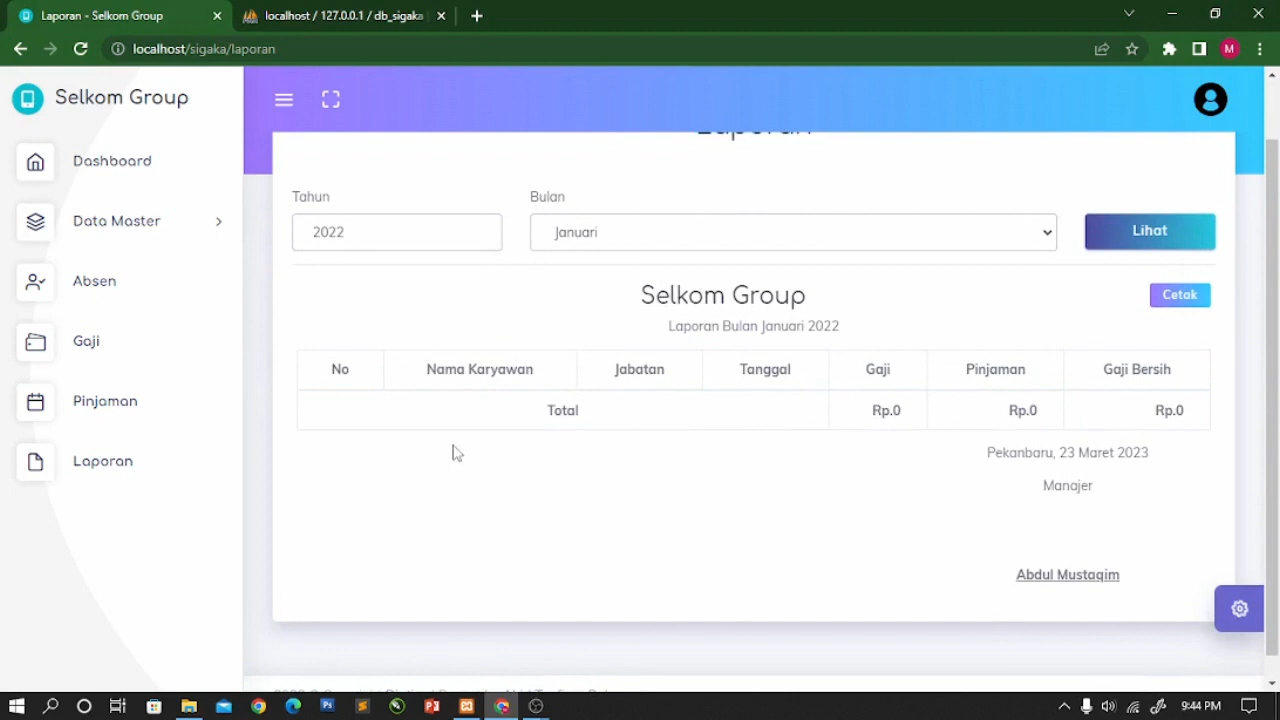 Laporan - Selkom Group
localhost / 127.0.0.1 / db_sigaka
localhost/sigaka/laporan
M
Selkom Group
Dashboard
Data Master
Absen
Gaji
Pinjaman
Laporan
Laporan
Tahun
Bulan
2022
Januari
Lihat
Selkom Group
Cetak
Laporan Bulan Januari 2022
No Nama Karyawan Jabatan Tanggal Gaji Pinjaman Gaji Bersih
Total Rp.0 Rp.0 Rp.0
Pekanbaru, 23 Maret 2023
Manajer
Abdul Mustaqim
9:44 PM